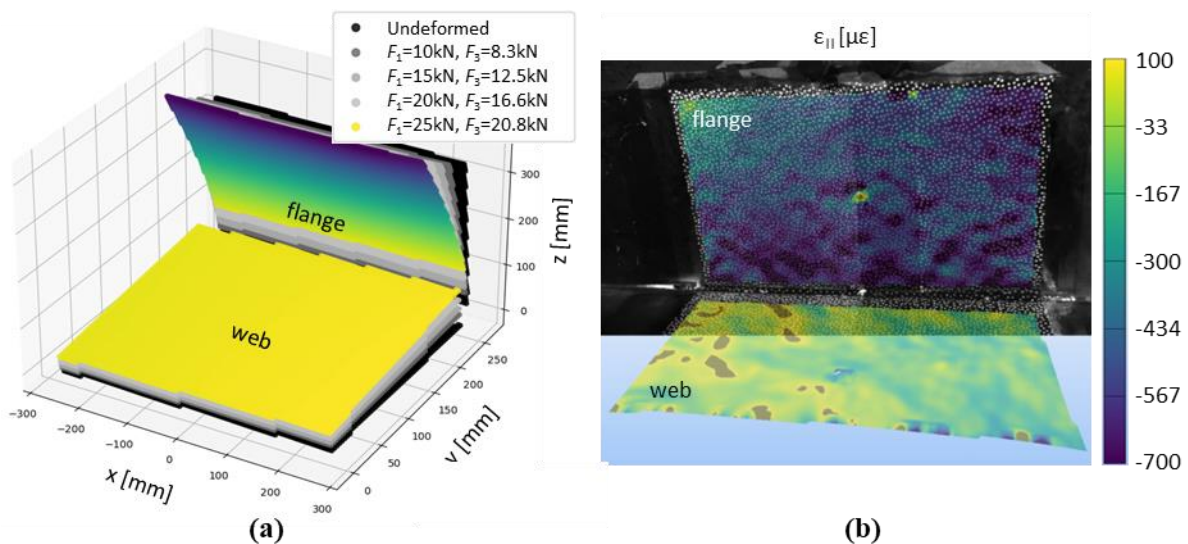 Undeformed
F₁=10kN, F₃=8.3kN
F₁=15kN, F₃=12.5kN
F₁=20kN, F₃=16.6kN
F₁=25kN, F₃=20.8kN
flange
web
300
200
100
0
z [mm]
250
200
150
100
50
0
y [mm]
−300
−200
−100
0
100
200
300
x [mm]
(a)
ε|| [με]
flange
web
100
-33
-167
-300
-434
-567
-700
(b)